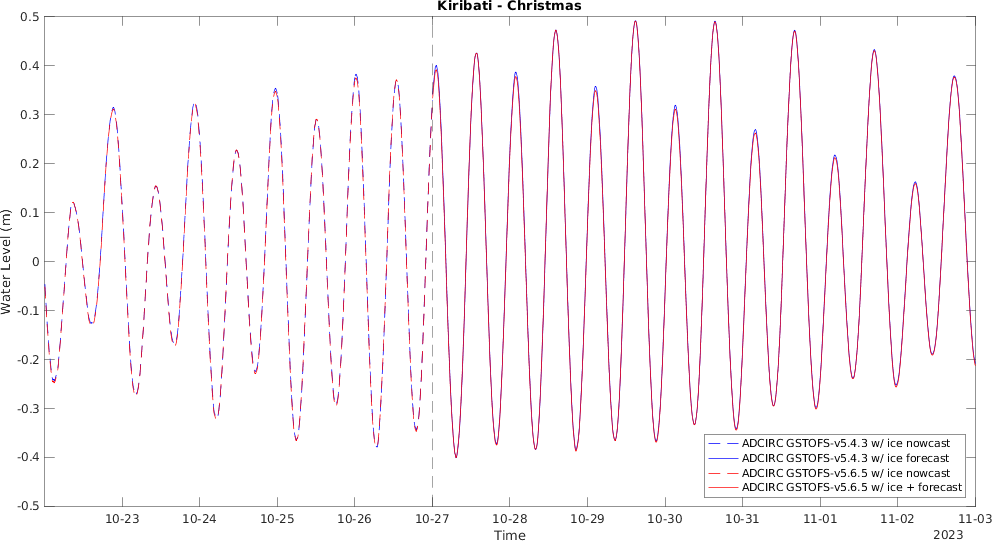 Kiribati - Christmas
0.5
0.4
0.3
0.2
0.1
0
-0.1
-0.2
-0.3
-0.4
-0.5
Water Level (m)
ADCIRC GSTOFS-v5.4.3 w/ ice nowcast
ADCIRC GSTOFS-v5.4.3 w/ ice forecast
ADCIRC GSTOFS-v5.6.5 w/ ice nowcast
ADCIRC GSTOFS-v5.6.5 w/ ice + forecast
10-23 10-24 10-25 10-26 10-27 10-28 10-29 10-30 10-31 11-01 11-02 11-03
Time
2023